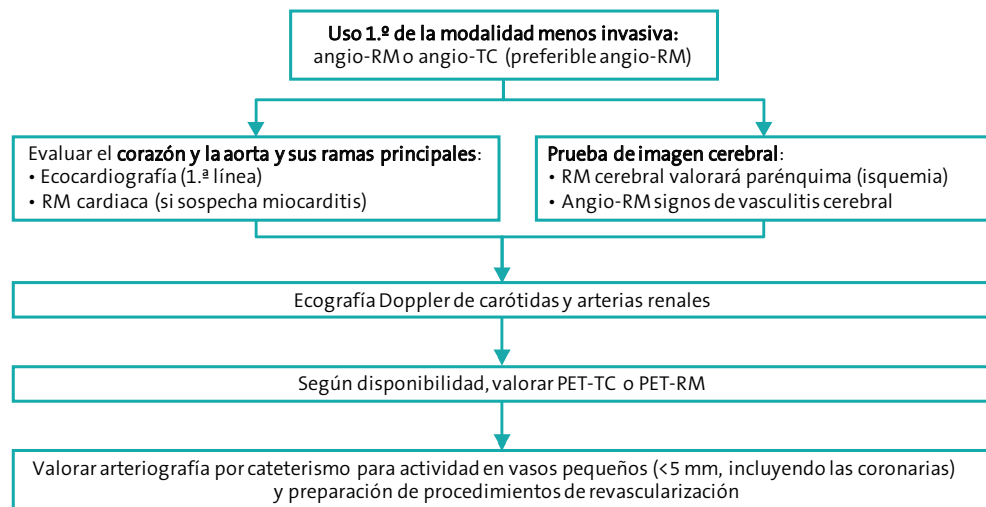 Uso 1.º de la modalidad menos invasiva:
angio-RM o angio-TC (preferible angio-RM)
Evaluar el corazón y la aorta y sus ramas principales:
• Ecocardiografía (1.ª línea)
• RM cardiaca (si sospecha miocarditis)
Prueba de imagen cerebral:
• RM cerebral valorará parénquima (isquemia)
• Angio-RM signos de vasculitis cerebral
Ecografía Doppler de carótidas y arterias renales
Según disponibilidad, valorar PET-TC o PET-RM
Valorar arteriografía por cateterismo para actividad en vasos pequeños (<5 mm, incluyendo las coronarias)
y preparación de procedimientos de revascularización